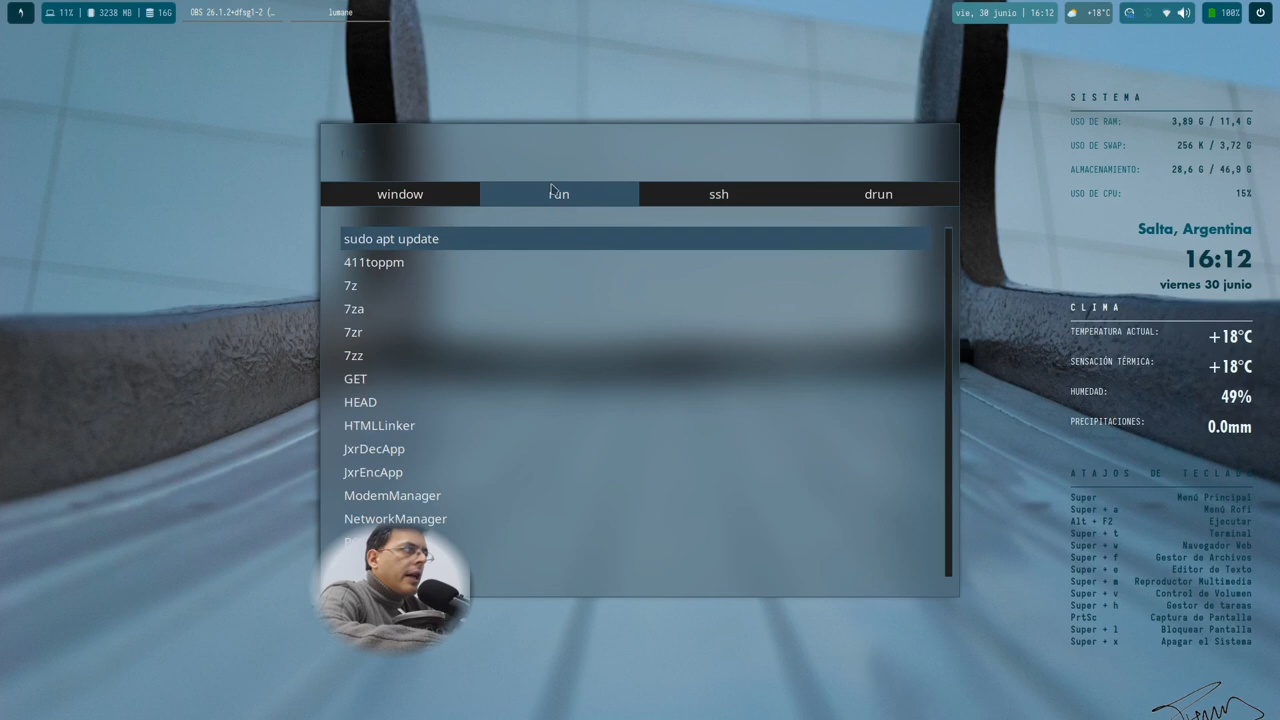 11% | 3238 MB | 16G
OBS 26.1.2+dfsg1-2 (…
lumane
vie, 30 junio | 16:12
+18°C
100%
window
run
ssh
drun
sudo apt update
411toppm
7z
7za
7zr
7zz
GET
HEAD
HTMLLinker
JxrDecApp
JxrEncApp
ModemManager
NetworkManager
SISTEMA
USO DE RAM: 3,89 G / 11,4 G
USO DE SWAP: 256 K / 3,72 G
ALMACENAMIENTO: 28,6 G / 46,9 G
USO DE CPU: 15%
Salta, Argentina
16:12
viernes 30 junio
CLIMA
TEMPERATURA ACTUAL: +18°C
SENSACIÓN TÉRMICA: +18°C
HUMEDAD: 49%
PRECIPITACIONES: 0.0mm
ATAJOS DE TECLADO
Super Menú Principal
Super + a Menú Rofi
Alt + F2 Ejecutar
Super + t Terminal
Super + w Navegador Web
Super + f Gestor de Archivos
Super + e Editor de Texto
Super + m Reproductor Multimedia
Super + v Control de Volumen
Super + h Gestor de tareas
PrtSc Captura de Pantalla
Super + l Bloquear Pantalla
Super + x Apagar el Sistema